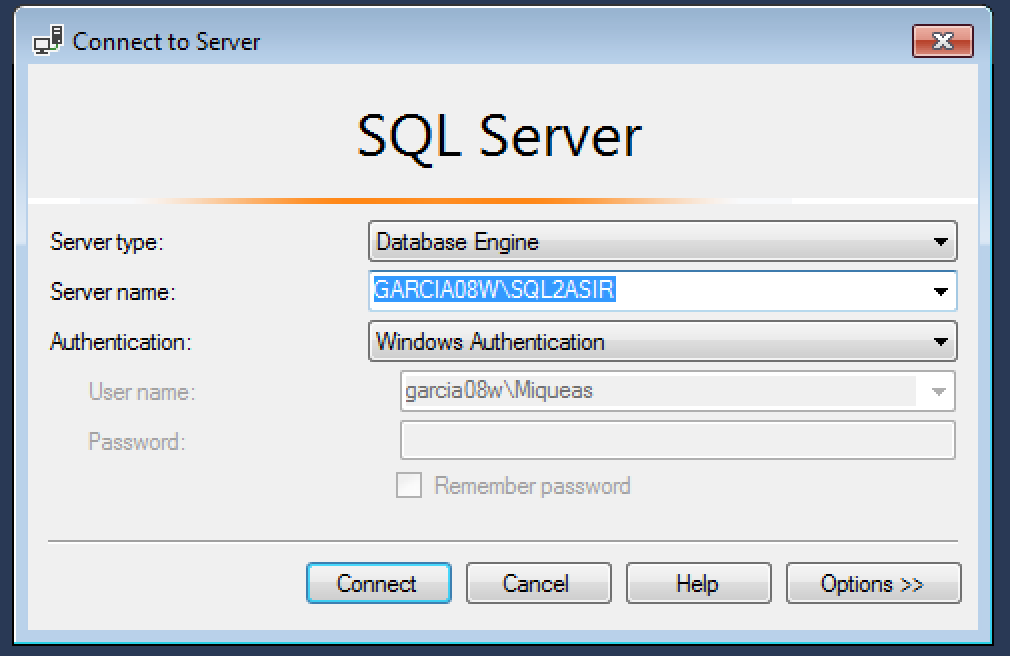 Connect to Server
SQL Server
Server type: Database Engine
Server name: GARCIA08W\SQL2ASIR
Authentication: Windows Authentication
User name: garcia08w\Miqueas
Password:
Remember password
Connect Cancel Help Options >>